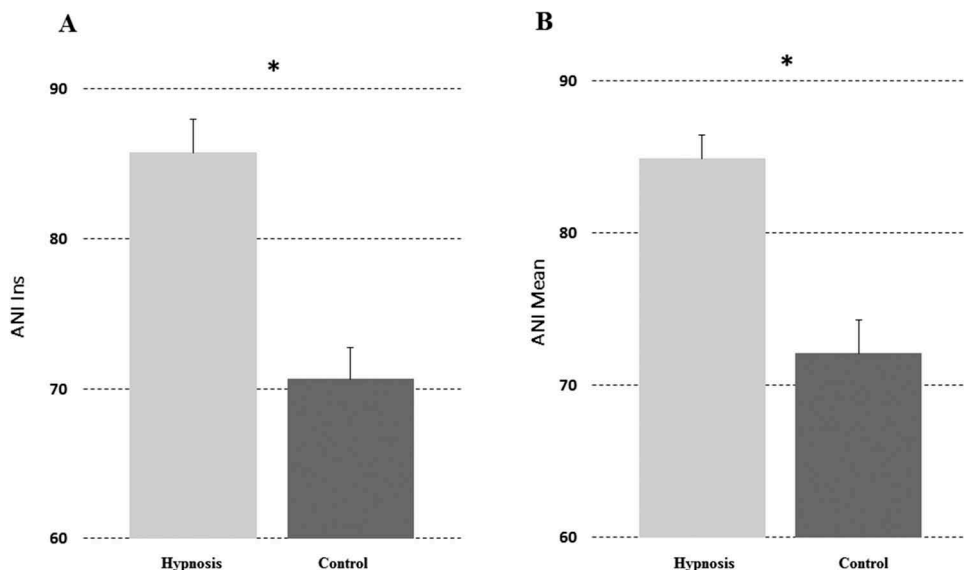 A
*
90
80
70
60
ANI Ins
Hypnosis Control
B
*
90
80
70
60
ANI Mean
Hypnosis Control